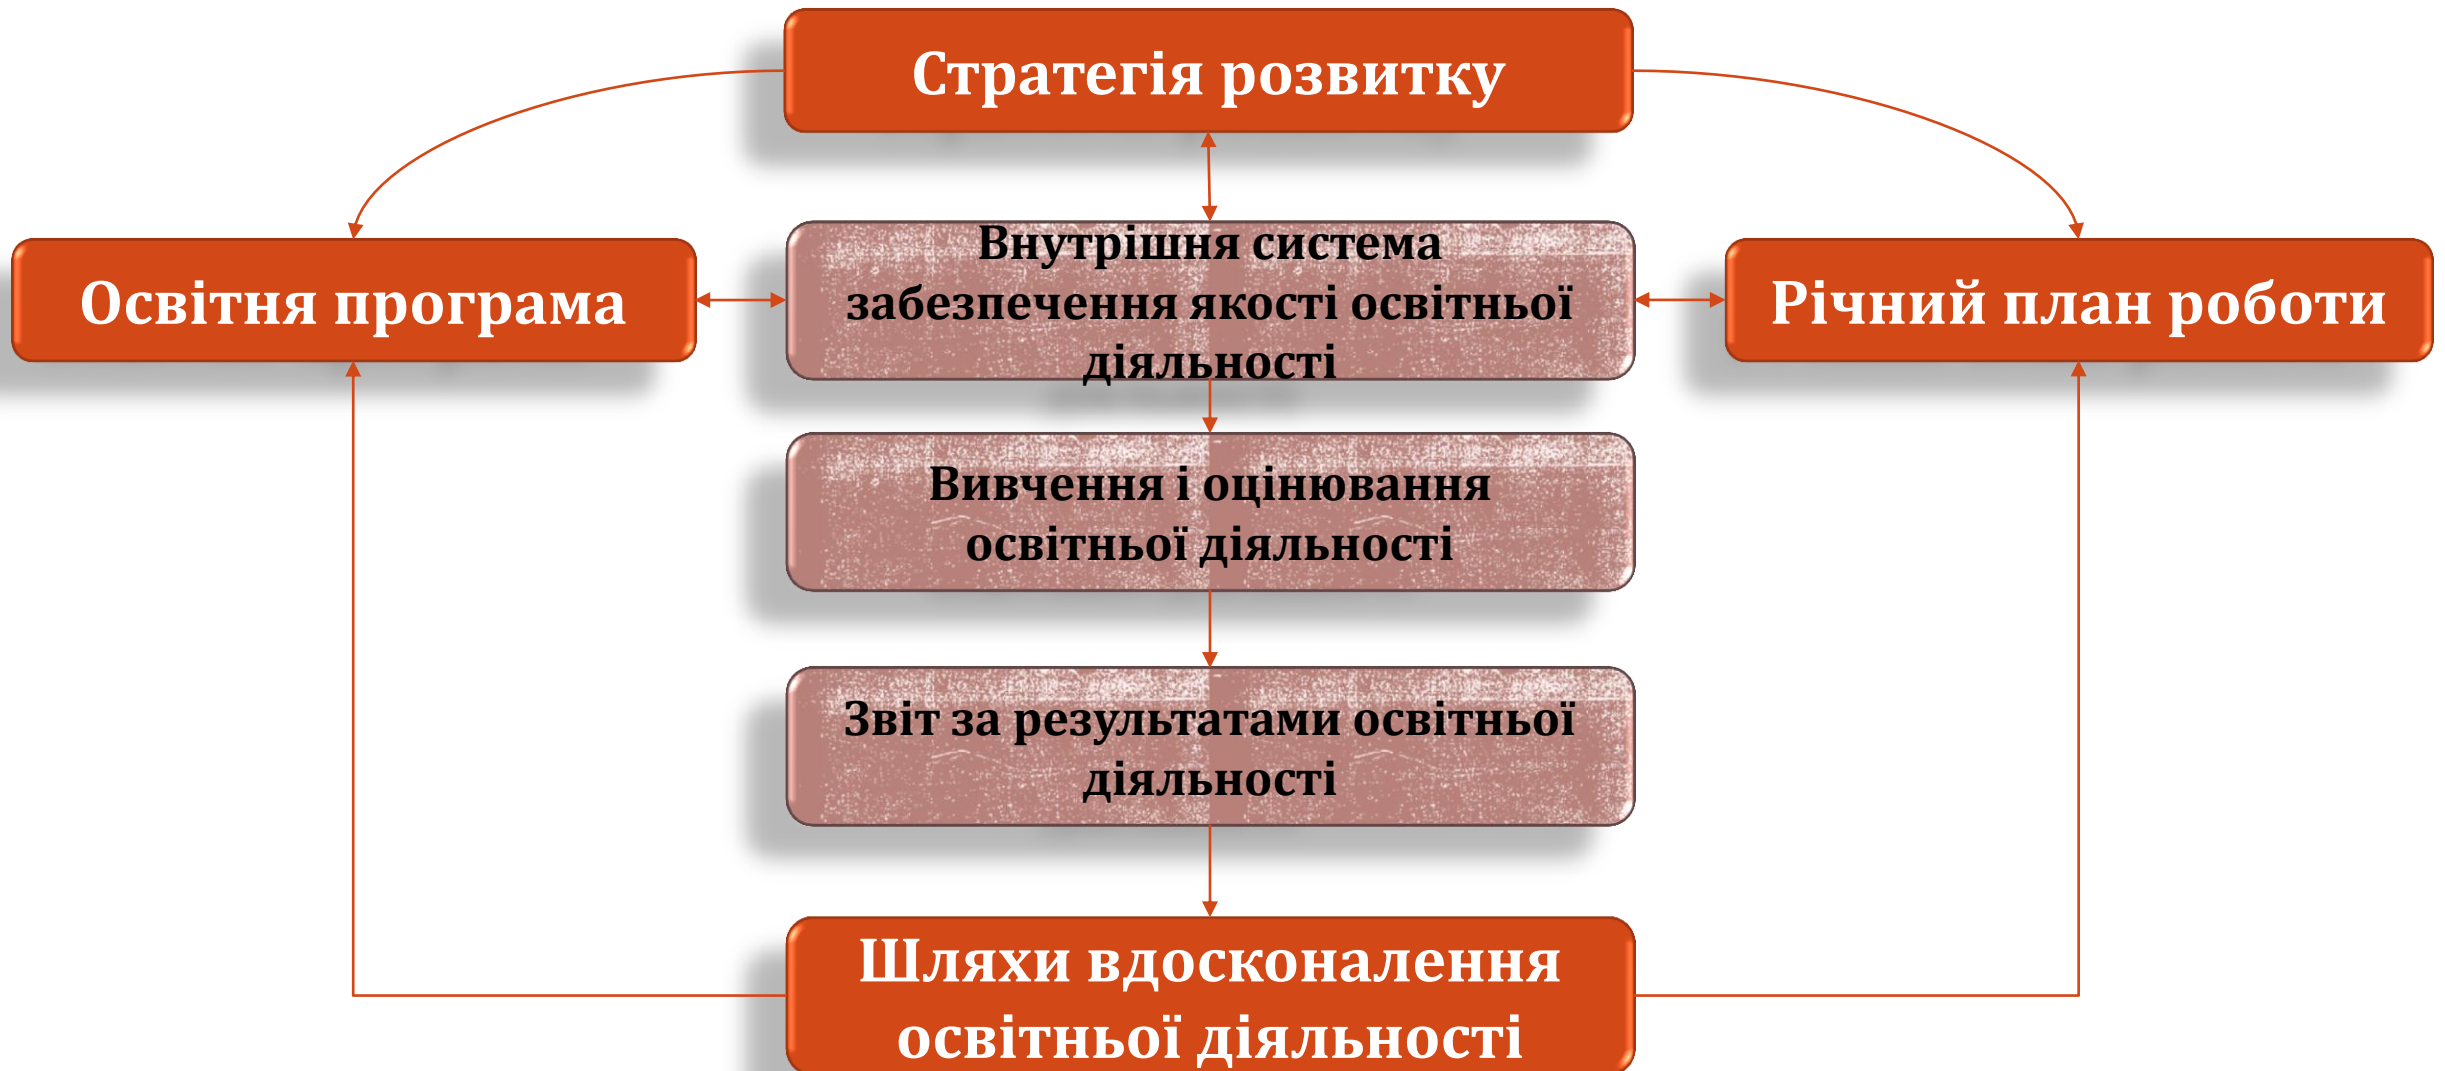 Стратегія розвитку
Освітня програма
Внутрішня система
забезпечення якості освітньої
діяльності
Річний план роботи
Вивчення і оцінювання
освітньої діяльності
Звіт за результатами освітньої
діяльності
Шляхи вдосконалення
освітньої діяльності